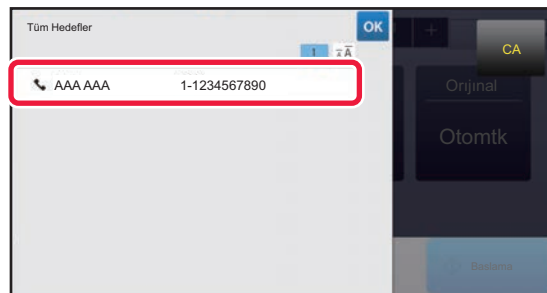 Tüm Hedefler
OK
CA
1
AAA AAA 1-1234567890
Orijinal
Otomtk
Başlama